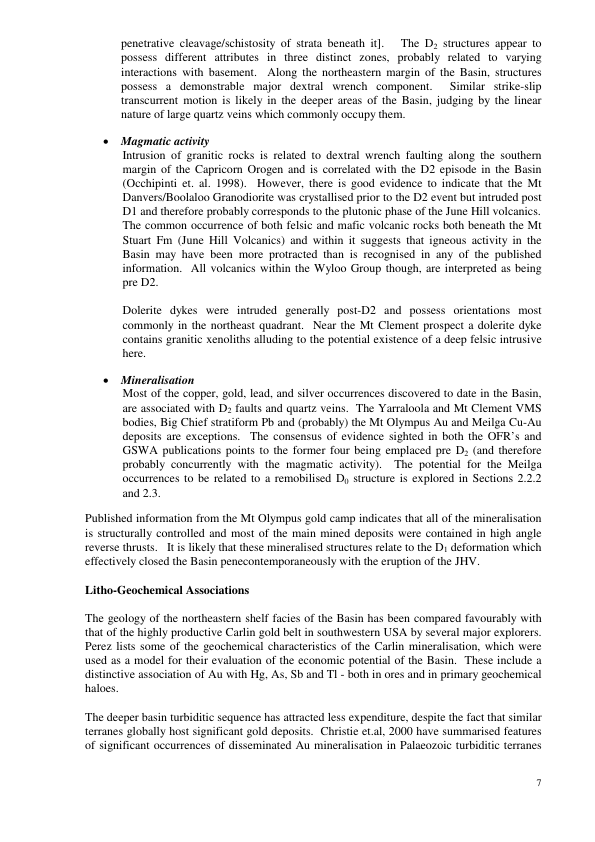 penetrative cleavage/schistosity of strata beneath it]. The D₂ structures appear to
possess different attributes in three distinct zones, probably related to varying
interactions with basement. Along the northeastern margin of the Basin, structures
possess a demonstrable major dextral wrench component. Similar strike-slip
transcurrent motion is likely in the deeper areas of the Basin, judging by the linear
nature of large quartz veins which commonly occupy them.
• Magmatic activity
Intrusion of granitic rocks is related to dextral wrench faulting along the southern
margin of the Capricorn Orogen and is correlated with the D2 episode in the Basin
(Occhipinti et. al. 1998). However, there is good evidence to indicate that the Mt
Danvers/Boolaloo Granodiorite was crystallised prior to the D2 event but intruded post
D1 and therefore probably corresponds to the plutonic phase of the June Hill volcanics.
The common occurrence of both felsic and mafic volcanic rocks both beneath the Mt
Stuart Fm (June Hill Volcanics) and within it suggests that igneous activity in the
Basin may have been more protracted than is recognised in any of the published
information. All volcanics within the Wyloo Group though, are interpreted as being
pre D2.
Dolerite dykes were intruded generally post-D2 and possess orientations most
commonly in the northeast quadrant. Near the Mt Clement prospect a dolerite dyke
contains granitic xenoliths alluding to the potential existence of a deep felsic intrusive
here.
• Mineralisation
Most of the copper, gold, lead, and silver occurrences discovered to date in the Basin,
are associated with D₂ faults and quartz veins. The Yarraloola and Mt Clement VMS
bodies, Big Chief stratiform Pb and (probably) the Mt Olympus Au and Meilga Cu-Au
deposits are exceptions. The consensus of evidence sighted in both the OFR's and
GSWA publications points to the former four being emplaced pre D₂ (and therefore
probably concurrently with the magmatic activity). The potential for the Meilga
occurrences to be related to a remobilised D₀ structure is explored in Sections 2.2.2
and 2.3.
Published information from the Mt Olympus gold camp indicates that all of the mineralisation
is structurally controlled and most of the main mined deposits were contained in high angle
reverse thrusts. It is likely that these mineralised structures relate to the D₁ deformation which
effectively closed the Basin penecontemporaneously with the eruption of the JHV.
Litho-Geochemical Associations
The geology of the northeastern shelf facies of the Basin has been compared favourably with
that of the highly productive Carlin gold belt in southwestern USA by several major explorers.
Perez lists some of the geochemical characteristics of the Carlin mineralisation, which were
used as a model for their evaluation of the economic potential of the Basin. These include a
distinctive association of Au with Hg, As, Sb and Tl - both in ores and in primary geochemical
haloes.
The deeper basin turbiditic sequence has attracted less expenditure, despite the fact that similar
terranes globally host significant gold deposits. Christie et.al, 2000 have summarised features
of significant occurrences of disseminated Au mineralisation in Palaeozoic turbiditic terranes
7